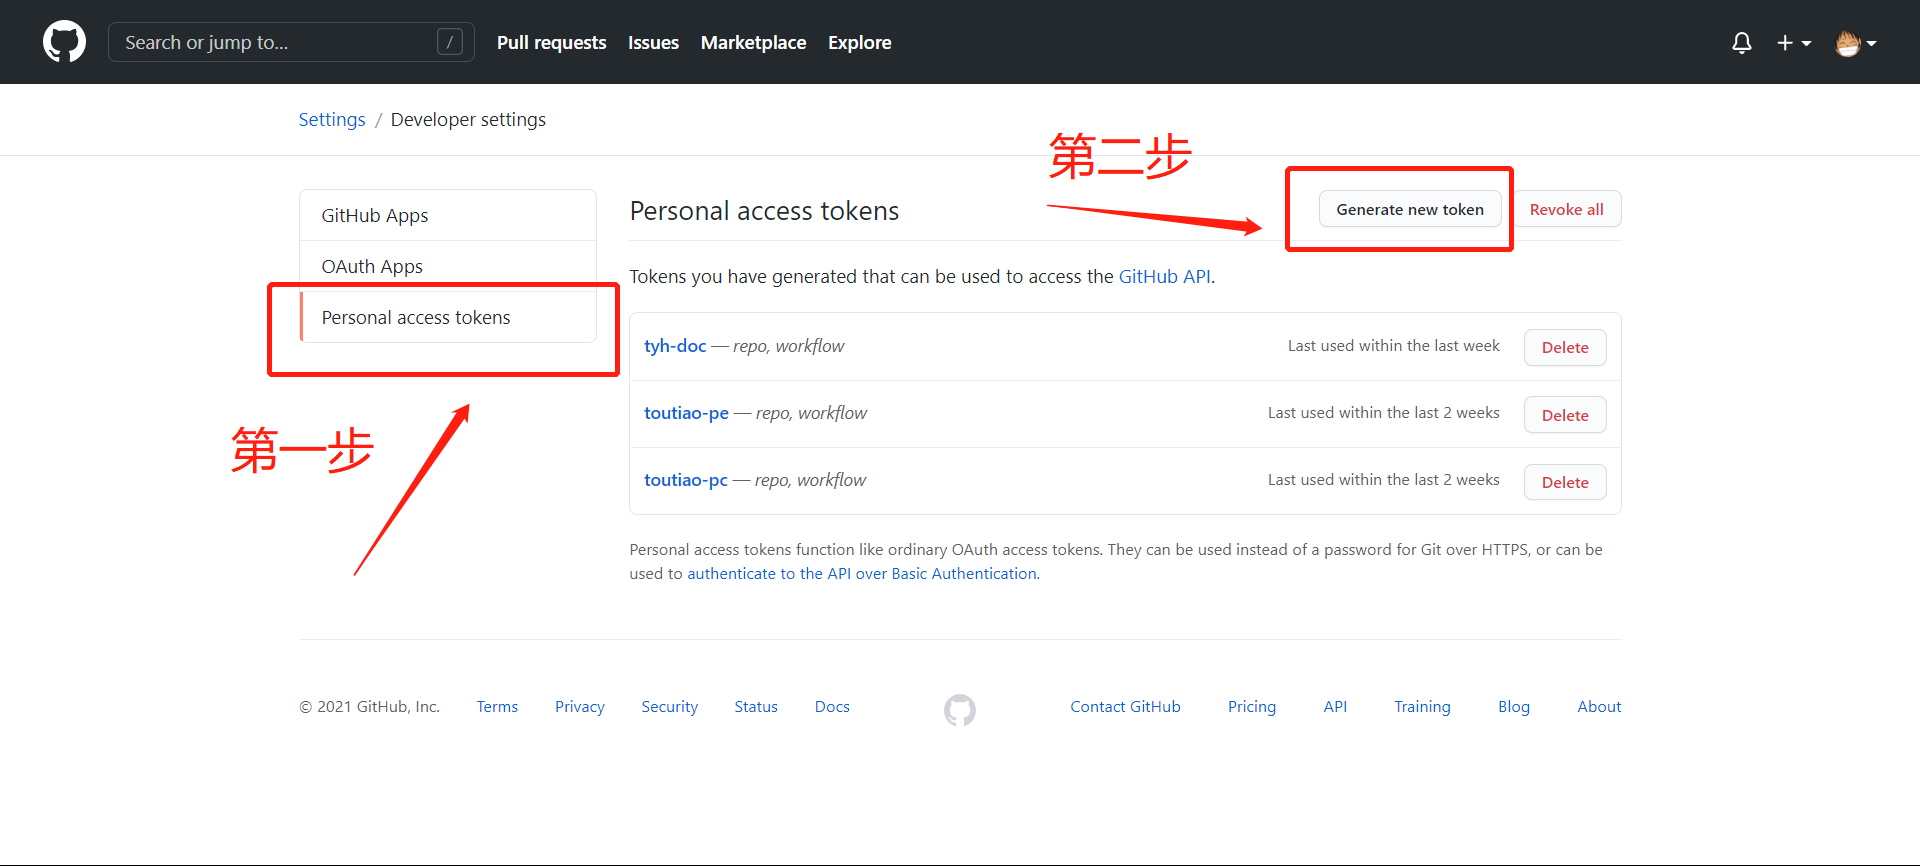 Search or jump to... /
Pull requests Issues Marketplace Explore
Settings / Developer settings
第二步
GitHub Apps
OAuth Apps
Personal access tokens
第一步
Personal access tokens
Generate new token
Revoke all
Tokens you have generated that can be used to access the GitHub API.
tyh-doc — repo, workflow Last used within the last week Delete
toutiao-pe — repo, workflow Last used within the last 2 weeks Delete
toutiao-pc — repo, workflow Last used within the last 2 weeks Delete
Personal access tokens function like ordinary OAuth access tokens. They can be used instead of a password for Git over HTTPS, or can be
used to authenticate to the API over Basic Authentication.
© 2021 GitHub, Inc. Terms Privacy Security Status Docs Contact GitHub Pricing API Training Blog About